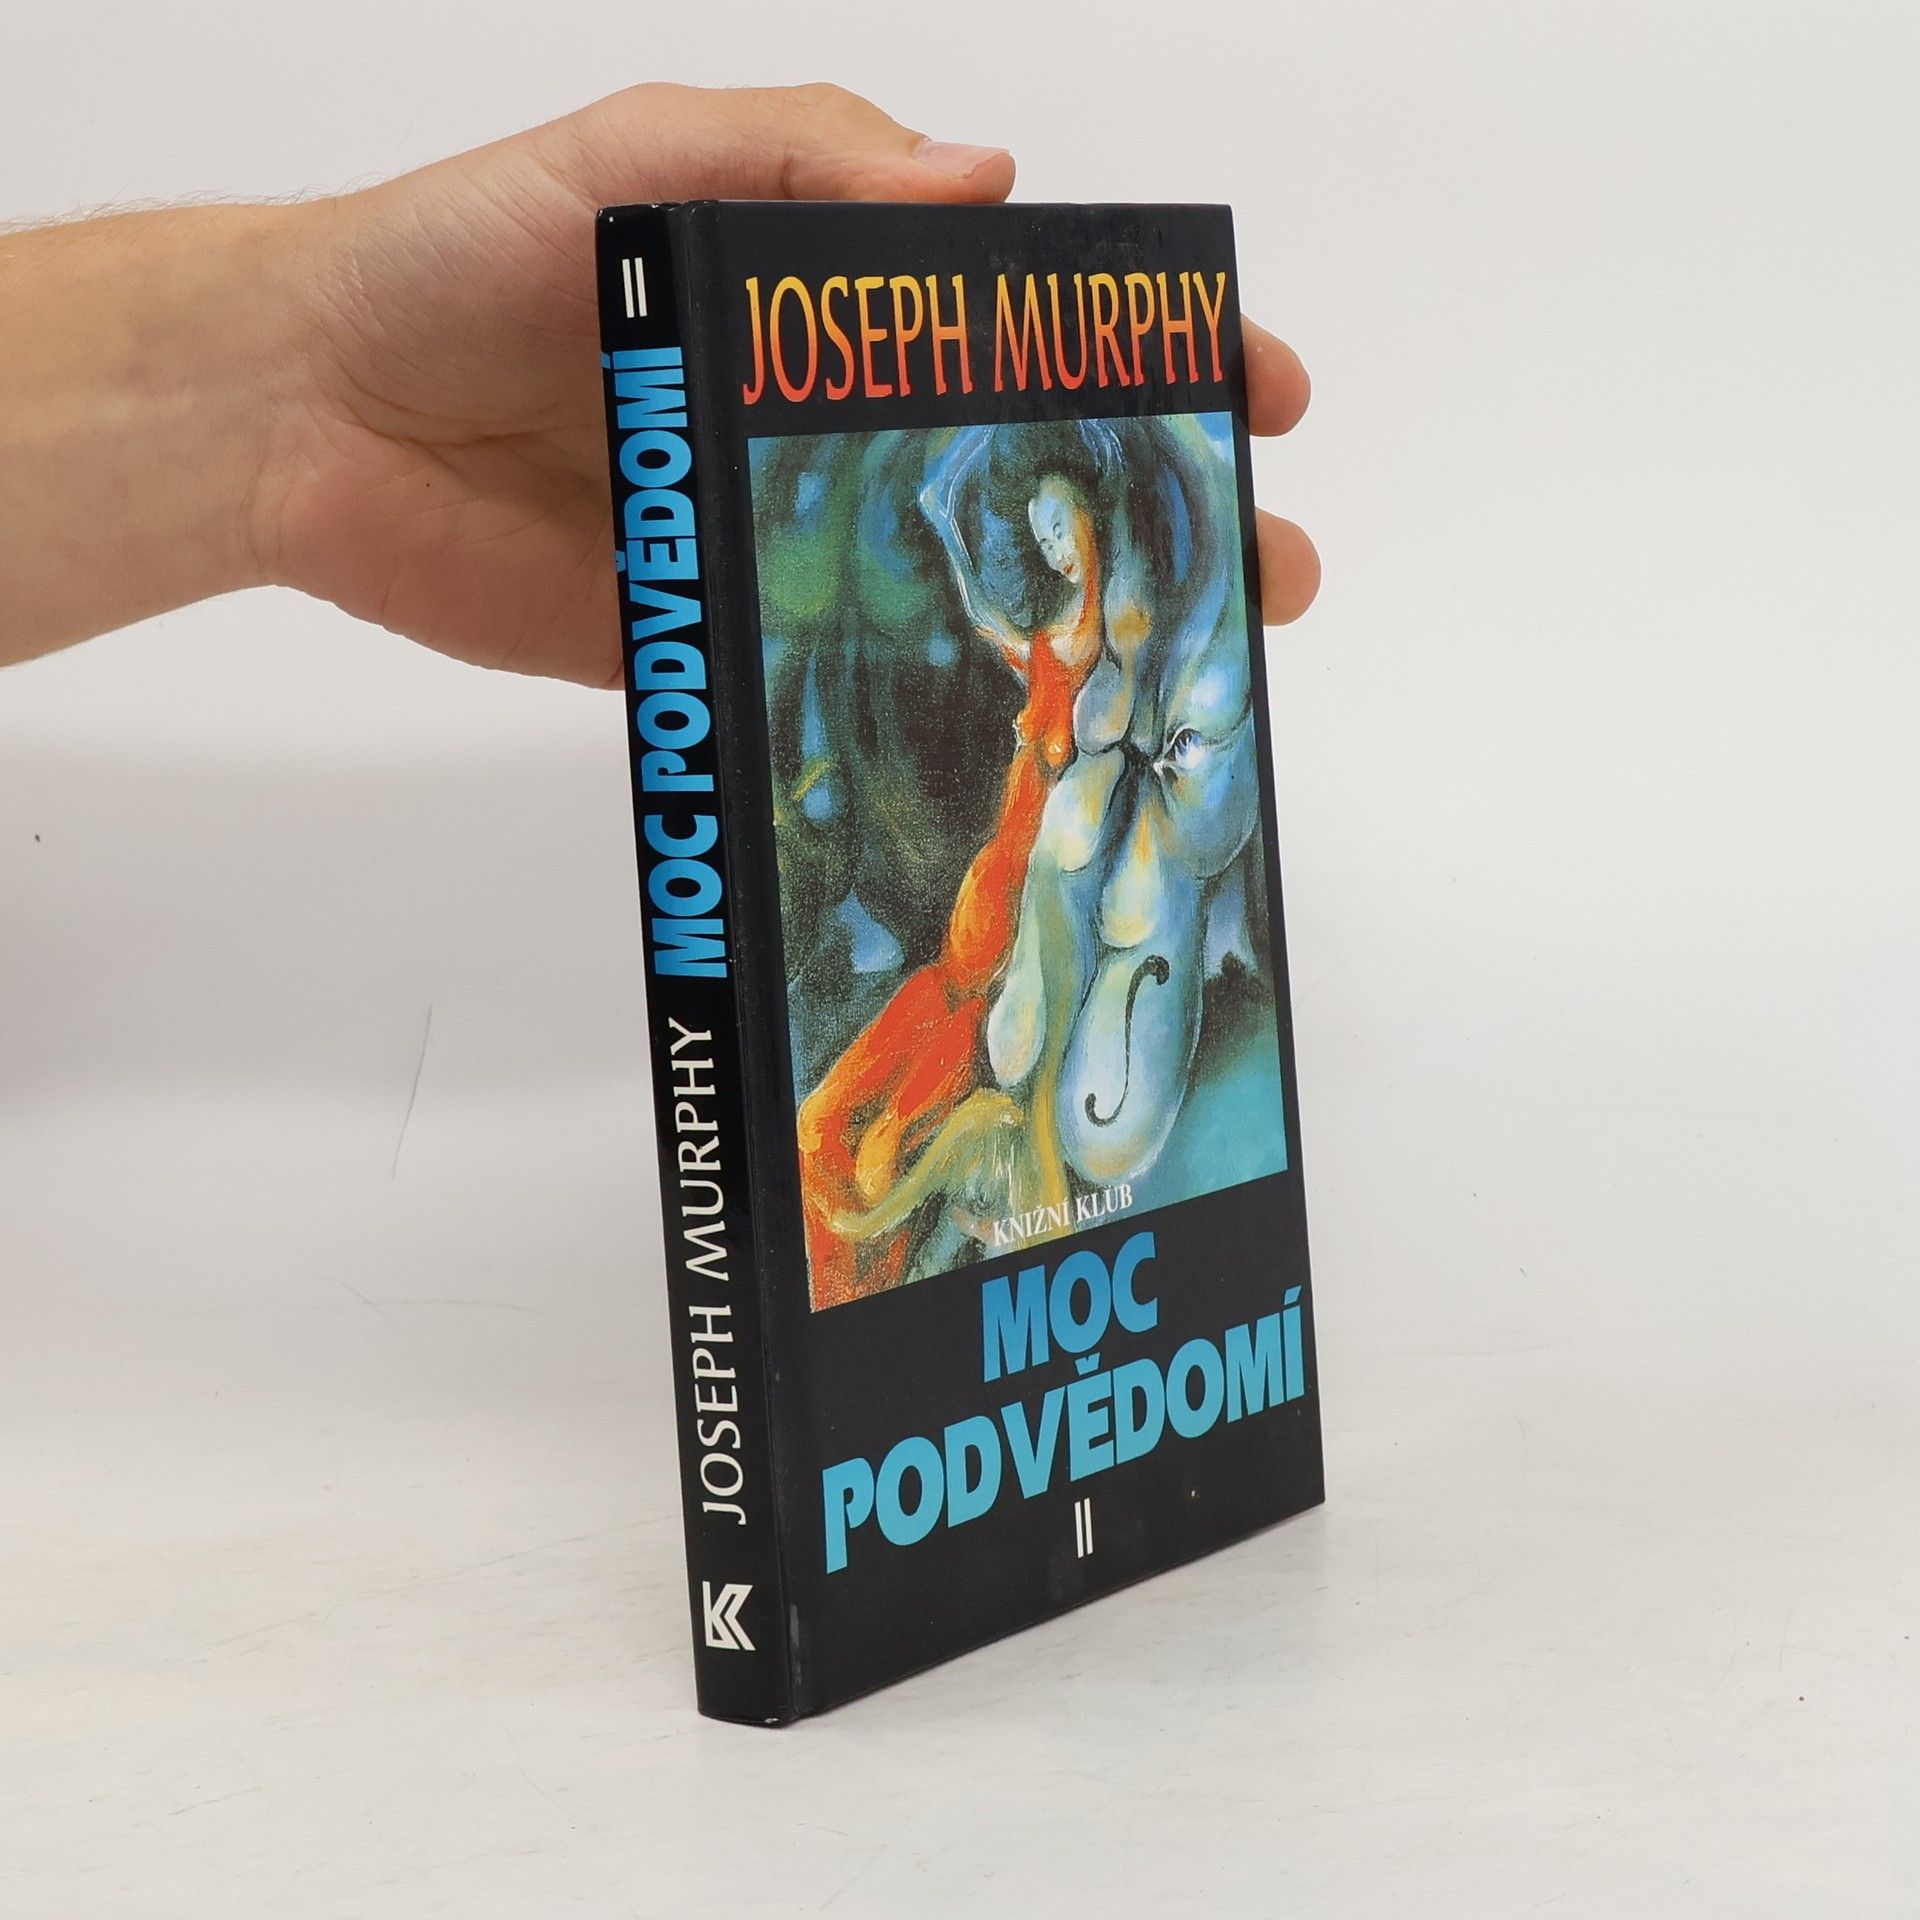 JOSEPH MURPHY
KNIŽNÍ KLUB
MOC
PODVĚDOMÍ
II
JOSEPH MURPHY MOC PODVĚDOMÍ II